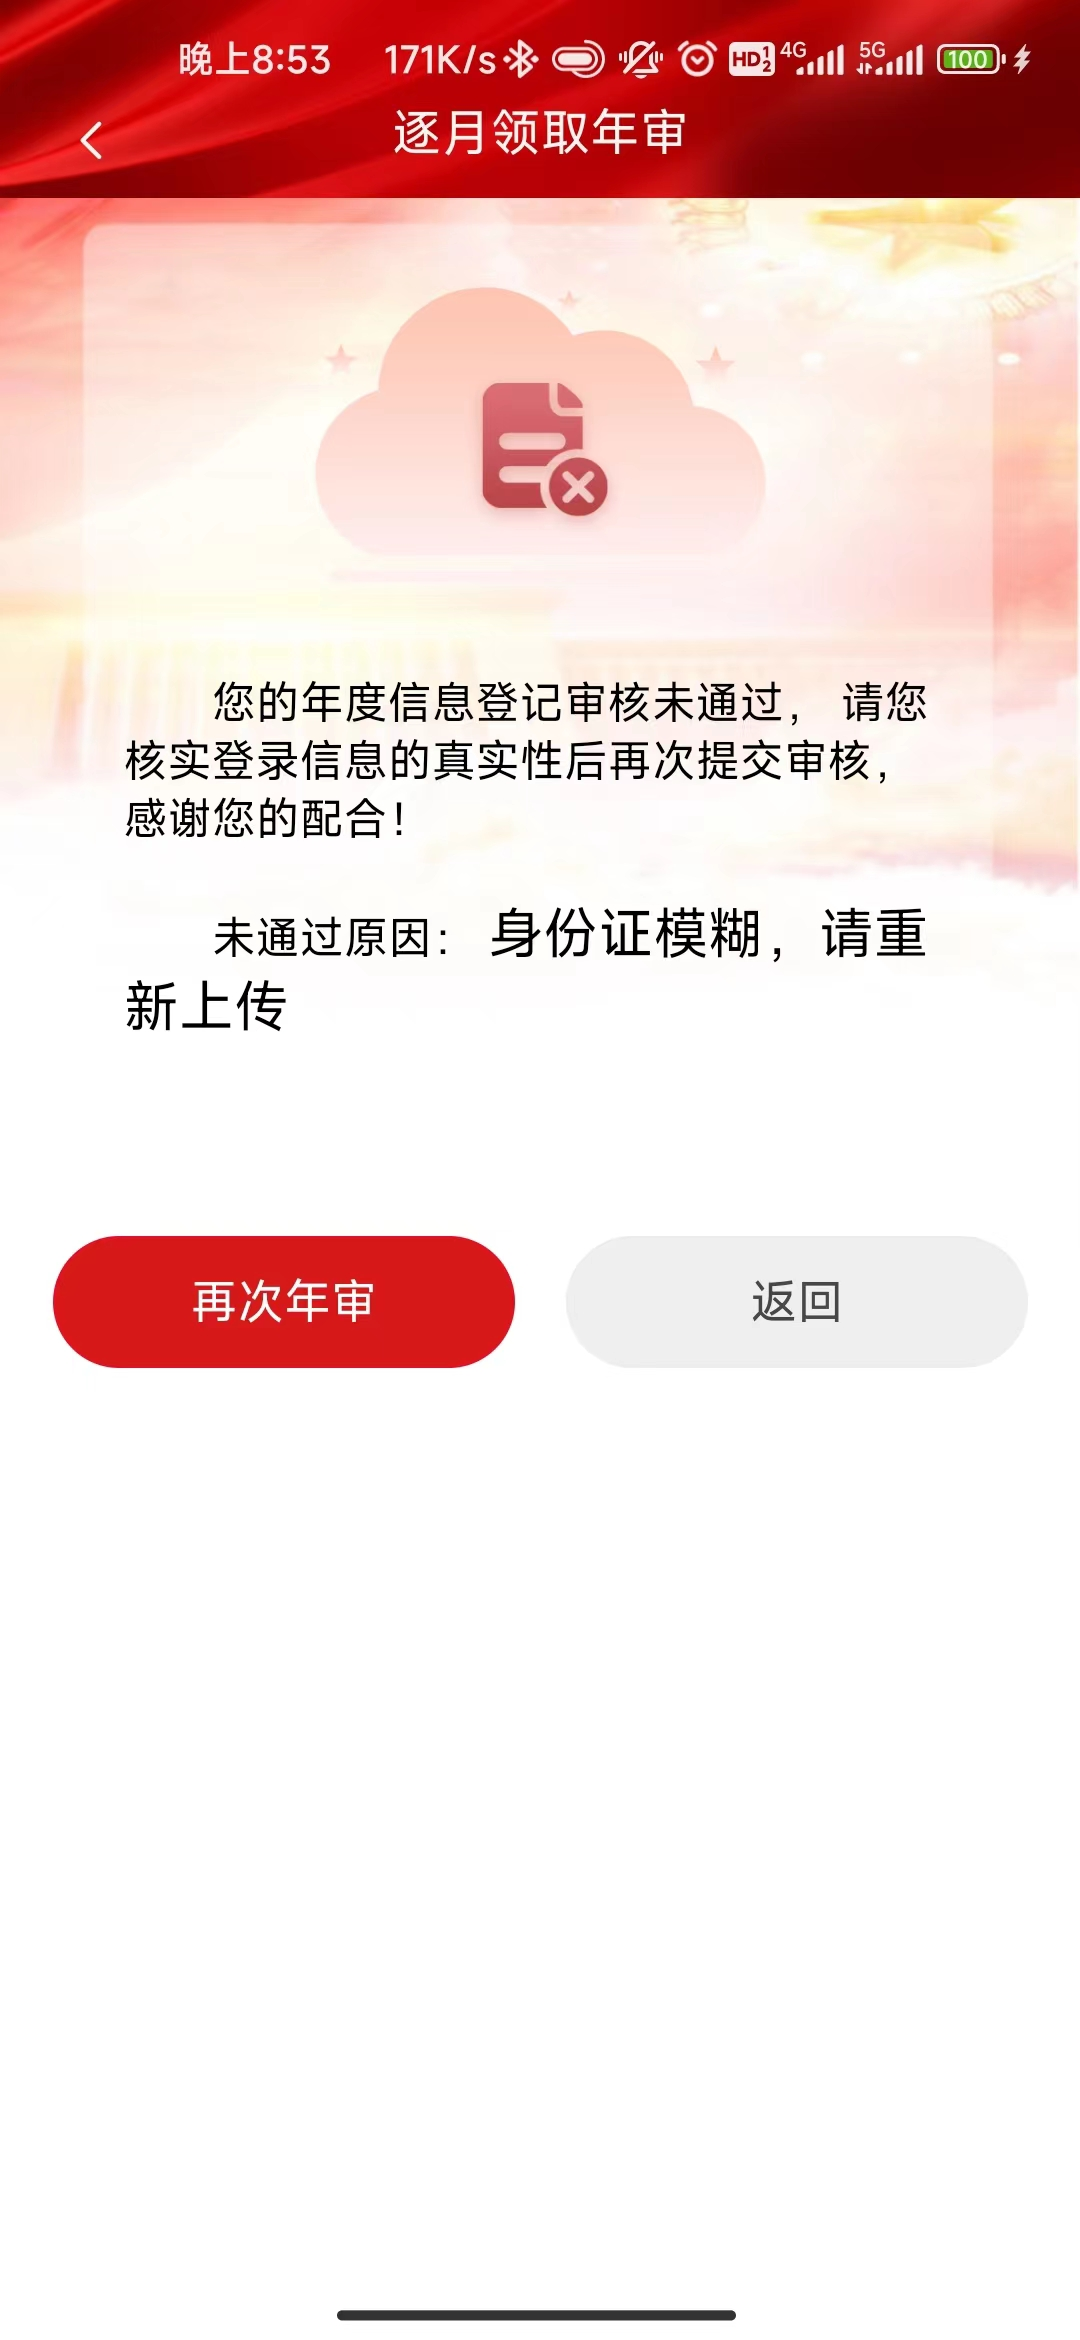 晚上8:53 171K/s HD 1 2 4G 5G 100
逐月领取年审
您的年度信息登记审核未通过， 请您
核实登录信息的真实性后再次提交审核，
感谢您的配合！
未通过原因： 身份证模糊，请重
新上传
再次年审 返回